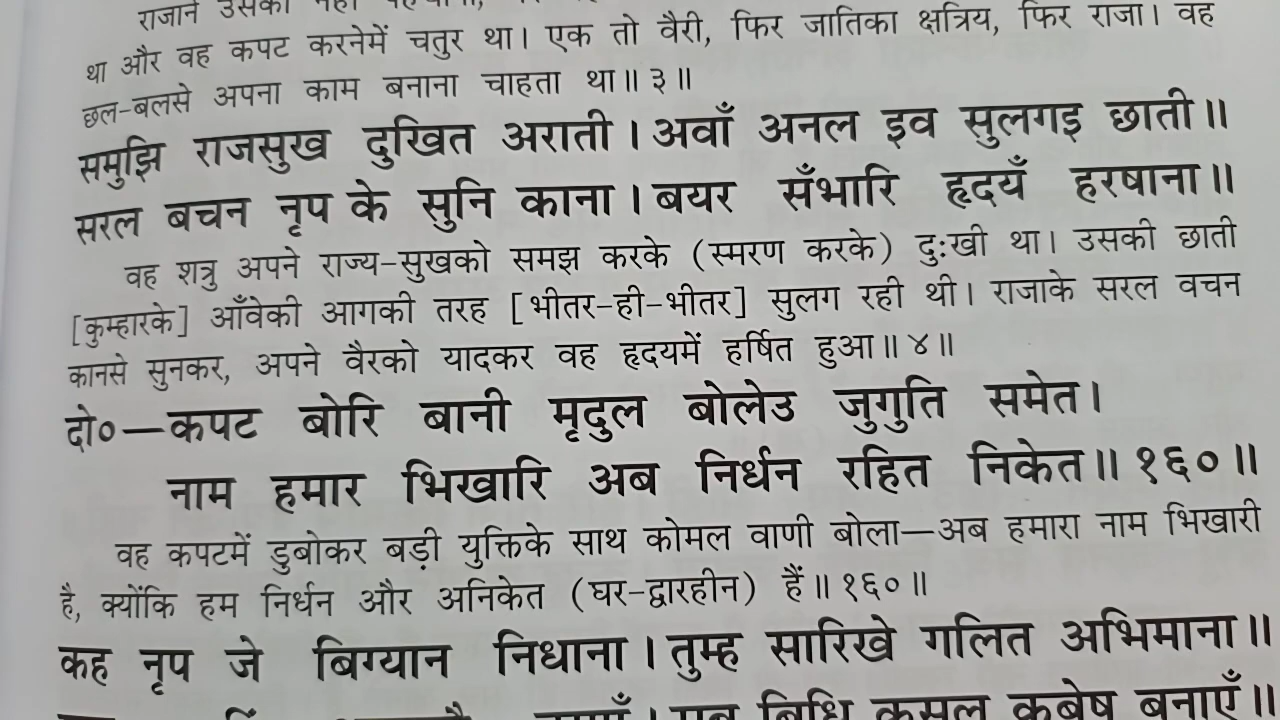 राजाने उसको नहीं
था और वह कपट करनेमें चतुर था। एक तो वैरी, फिर जातिका क्षत्रिय, फिर राजा। वह
छल-बलसे अपना काम बनाना चाहता था॥ ३॥
समुझि राजसुख दुखित अराती। अवाँ अनल इव सुलगइ छाती॥
सरल बचन नृप के सुनि काना। बयर सँभारि हृदयँ हरषाना॥
वह शत्रु अपने राज्य-सुखको समझ करके (स्मरण करके) दुःखी था। उसकी छाती
[कुम्हारके] आँवेकी आगकी तरह [भीतर-ही-भीतर] सुलग रही थी। राजाके सरल वचन
कानसे सुनकर, अपने वैरको यादकर वह हृदयमें हर्षित हुआ॥ ४॥
दो०—कपट बोरि बानी मृदुल बोलेउ जुगुति समेत।
नाम हमार भिखारि अब निर्धन रहित निकेत॥ १६०॥
वह कपटमें डुबोकर बड़ी युक्तिके साथ कोमल वाणी बोला—अब हमारा नाम भिखारी
है, क्योंकि हम निर्धन और अनिकेत (घर-द्वारहीन) हैं॥ १६०॥
कह नृप जे बिग्यान निधाना। तुम्ह सारिखे गलित अभिमाना॥
बिधि कुसल कुबेष बनाएँ॥